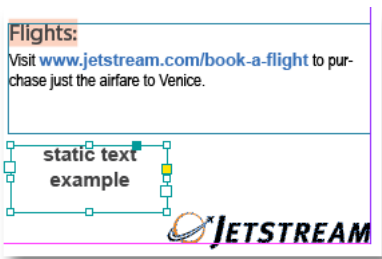 Flights:
Visit www.jetstream.com/book-a-flight to pur-
chase just the airfare to Venice.
static text
example
JETSTREAM